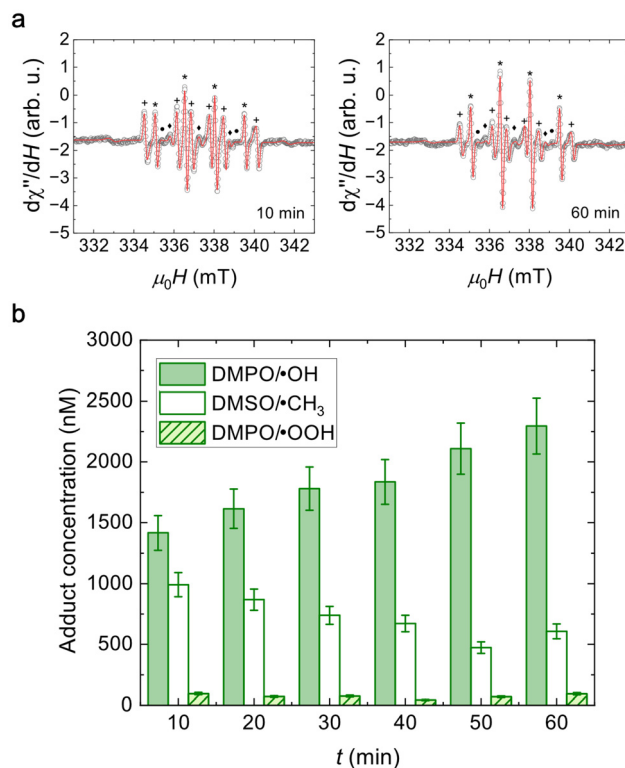 a
2
1
0
−1
−2
−3
−4
−5
dχ″/dH (arb. u.)
+ * • ♦ + * + ♦ + * + ♦ • * +
10 min
332 334 336 338 340 342
μ₀H (mT)
2
1
0
−1
−2
−3
−4
−5
dχ″/dH (arb. u.)
+ * • ♦ + * + ♦ + * + ♦ • * +
60 min
332 334 336 338 340 342
μ₀H (mT)
b
3000
2500
2000
1500
1000
500
0
Adduct concentration (nM)
DMPO/•OH
DMSO/•CH₃
DMPO/•OOH
10 20 30 40 50 60
t (min)